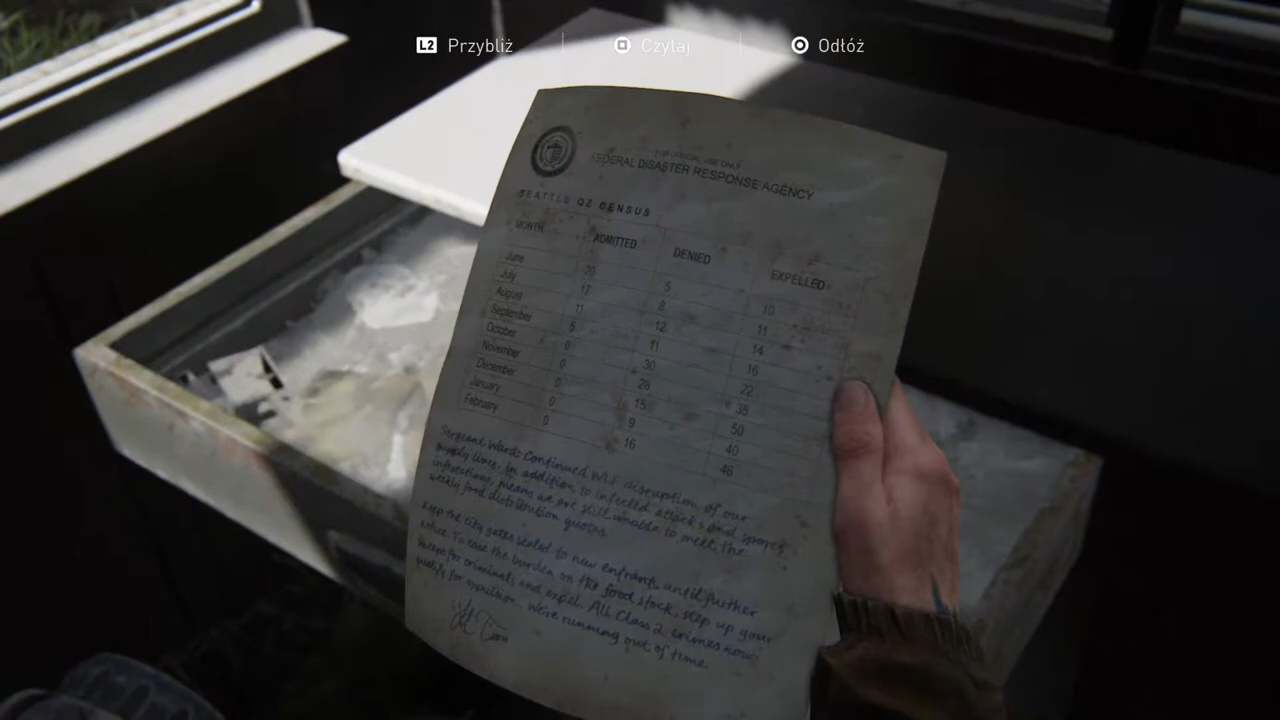 L2 Przybliż Czytaj Odłóż
FOR OFFICIAL USE ONLY
FEDERAL DISASTER RESPONSE AGENCY
SEATTLE QZ CENSUS
MONTH ADMITTED DENIED EXPELLED
June 20 5 10
July 17 8 11
August 11 12 14
September 5 11 16
October 0 30 22
November 0 28 35
December 0 15 50
January 0 9 40
February 0 16 46
Sergeant Ward: Continued WLF disruption of our
supply lines, in addition to infected attacks and spores
infestations, means we are still unable to meet the
weekly food distribution quotas.
Keep the city gates sealed to new entrants until further
notice. To ease the burden on the food stock, step up your
sweeps for criminals and expel. All Class 2 crimes now
qualify for expulsion. We're running out of time